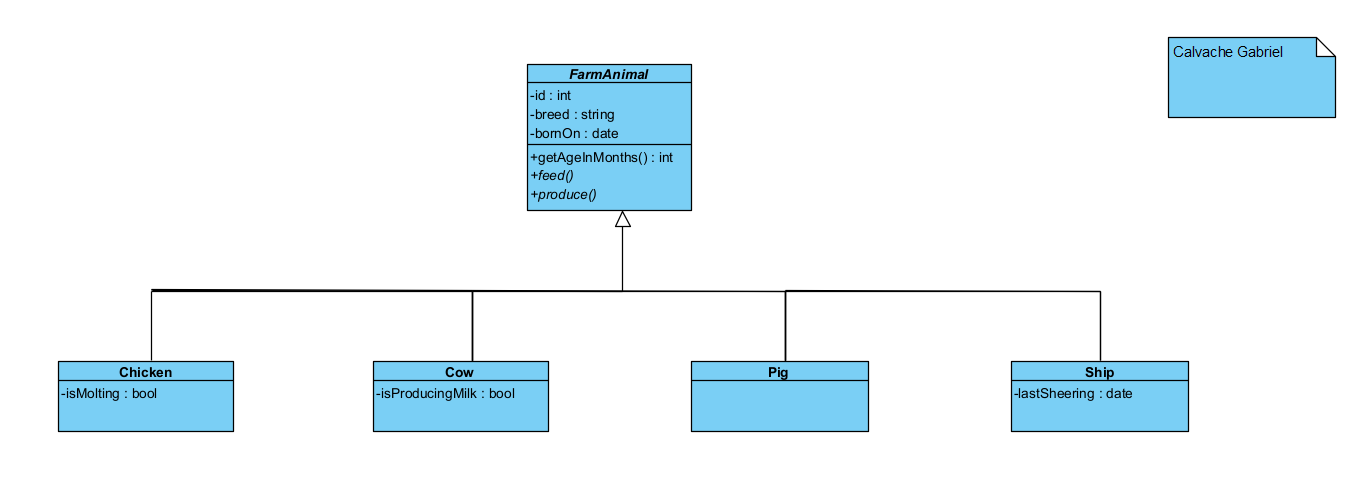 Calvache Gabriel
FarmAnimal
-id : int
-breed : string
-bornOn : date
+getAgeInMonths() : int
+feed()
+produce()
Chicken
-isMolting : bool
Cow
-isProducingMilk : bool
Pig
Ship
-lastSheering : date